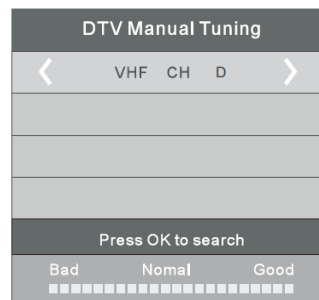 DTV Manual Tuning
VHF CH D
Press OK to search
Bad Nomal Good